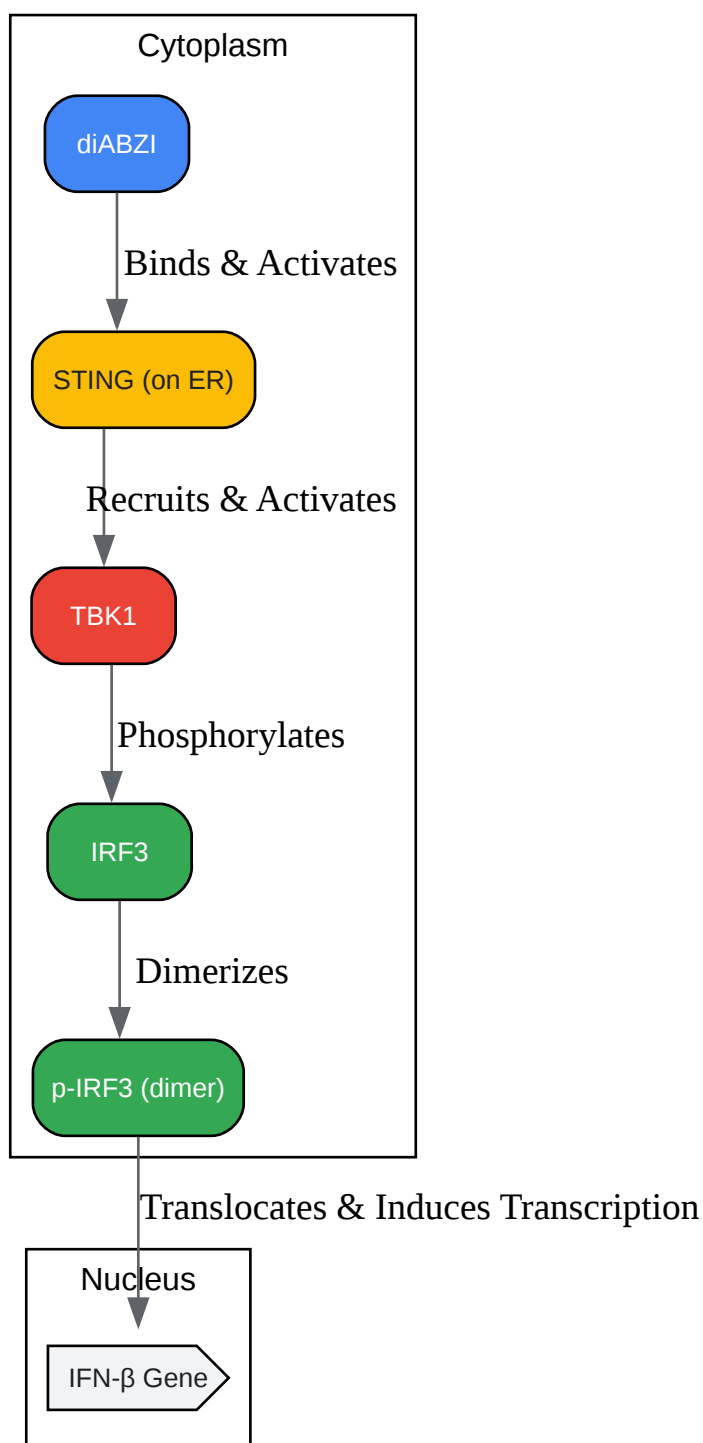 Cytoplasm
diABZI
Binds & Activates
STING (on ER)
Recruits & Activates
TBK1
Phosphorylates
IRF3
Dimerizes
p-IRF3 (dimer)
Translocates & Induces Transcription
Nucleus
IFN-β Gene